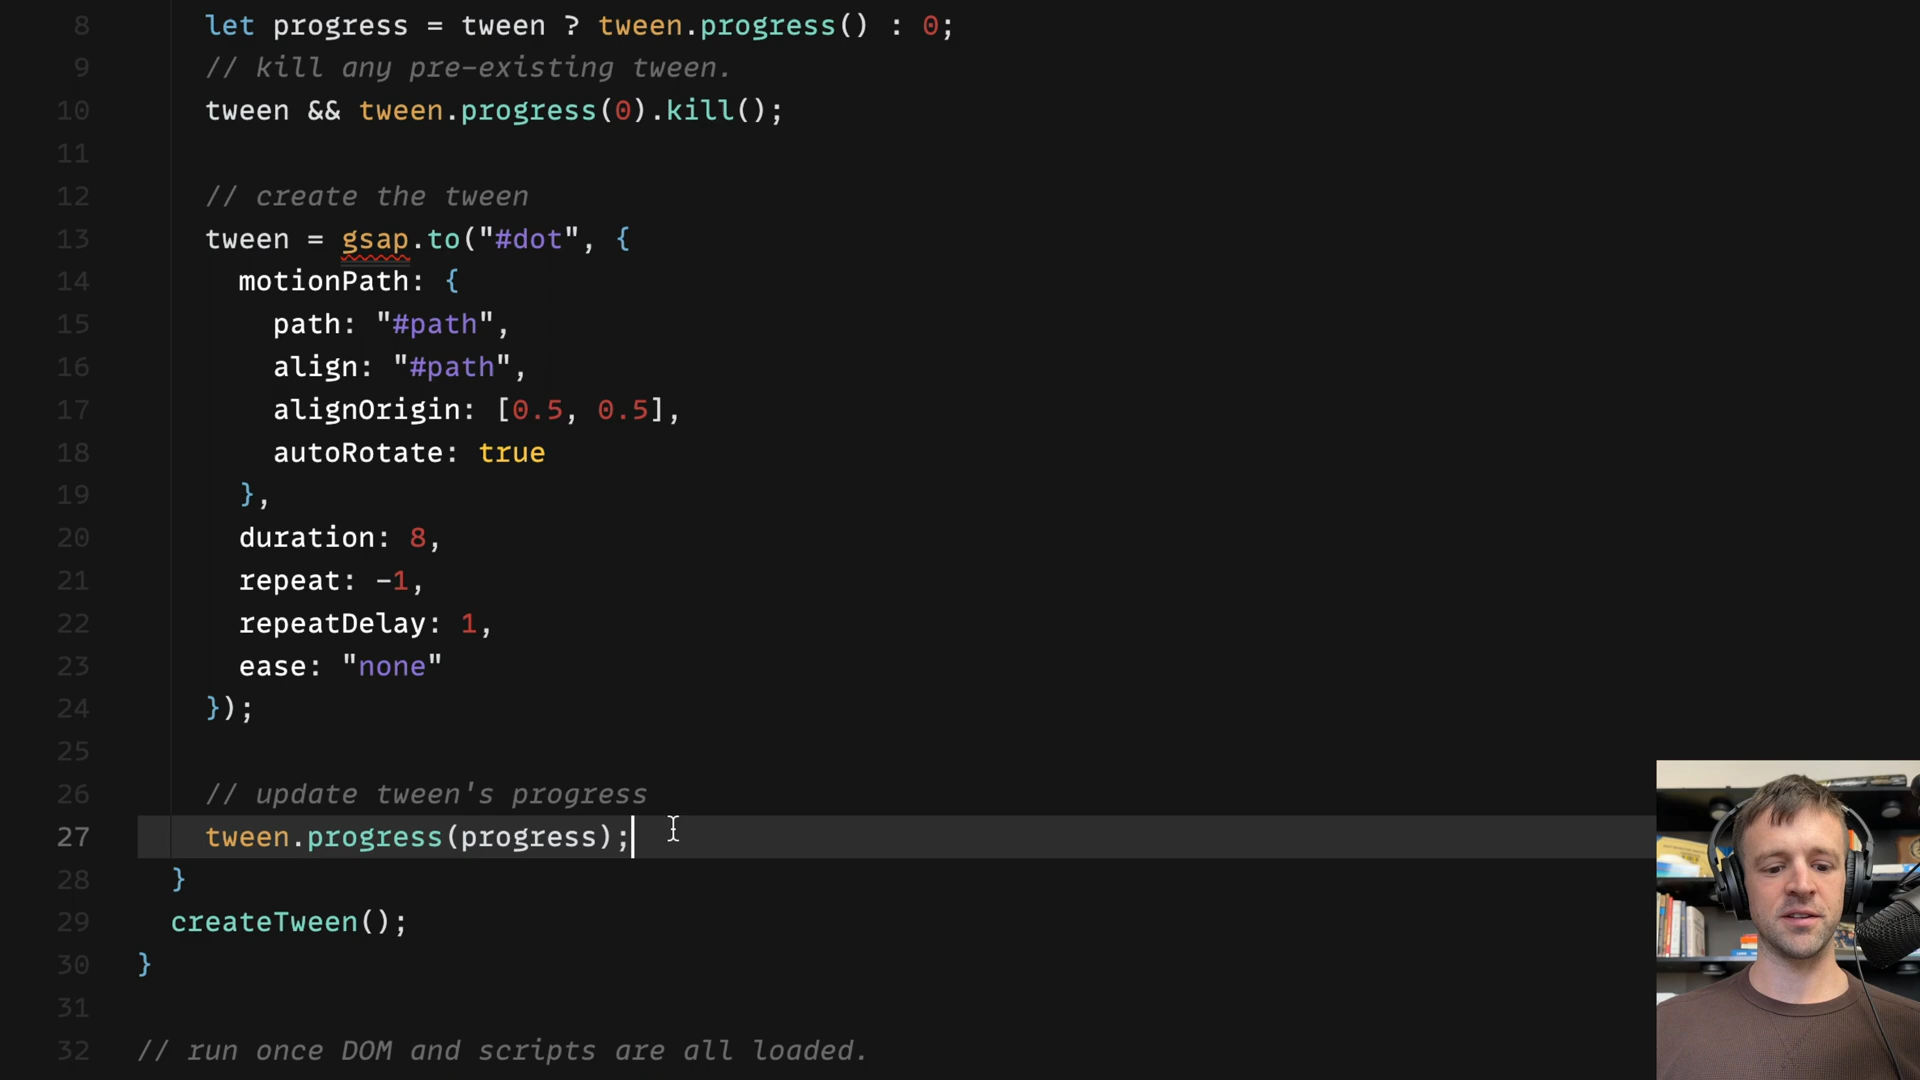 8 let progress = tween ? tween.progress() : 0;
9 // kill any pre-existing tween.
10 tween && tween.progress(0).kill();
11
12 // create the tween
13 tween = gsap.to("#dot", {
14 motionPath: {
15 path: "#path",
16 align: "#path",
17 alignOrigin: [0.5, 0.5],
18 autoRotate: true
19 },
20 duration: 8,
21 repeat: -1,
22 repeatDelay: 1,
23 ease: "none"
24 });
25
26 // update tween's progress
27 tween.progress(progress);
28 }
29 createTween();
30 }
31
32 // run once DOM and scripts are all loaded.